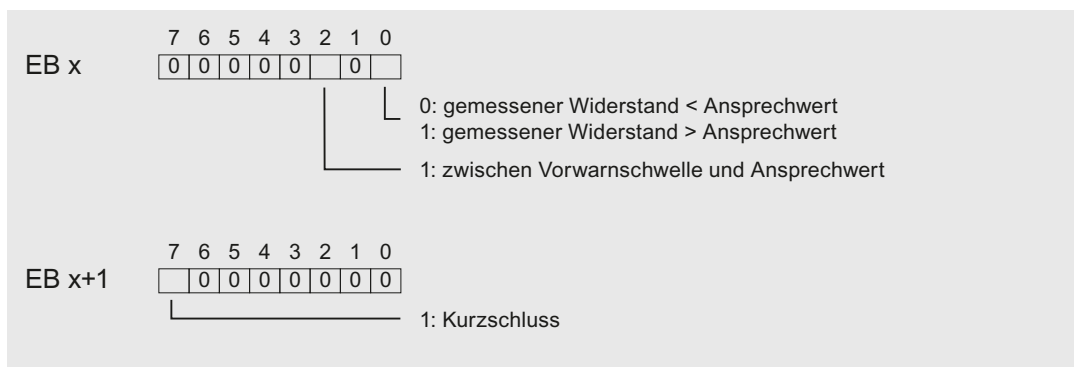 7 6 5 4 3 2 1 0
EB x 0 0 0 0 0 0
0: gemessener Widerstand < Ansprechwert
1: gemessener Widerstand > Ansprechwert
1: zwischen Vorwarnschwelle und Ansprechwert
7 6 5 4 3 2 1 0
EB x+1 0 0 0 0 0 0 0
1: Kurzschluss